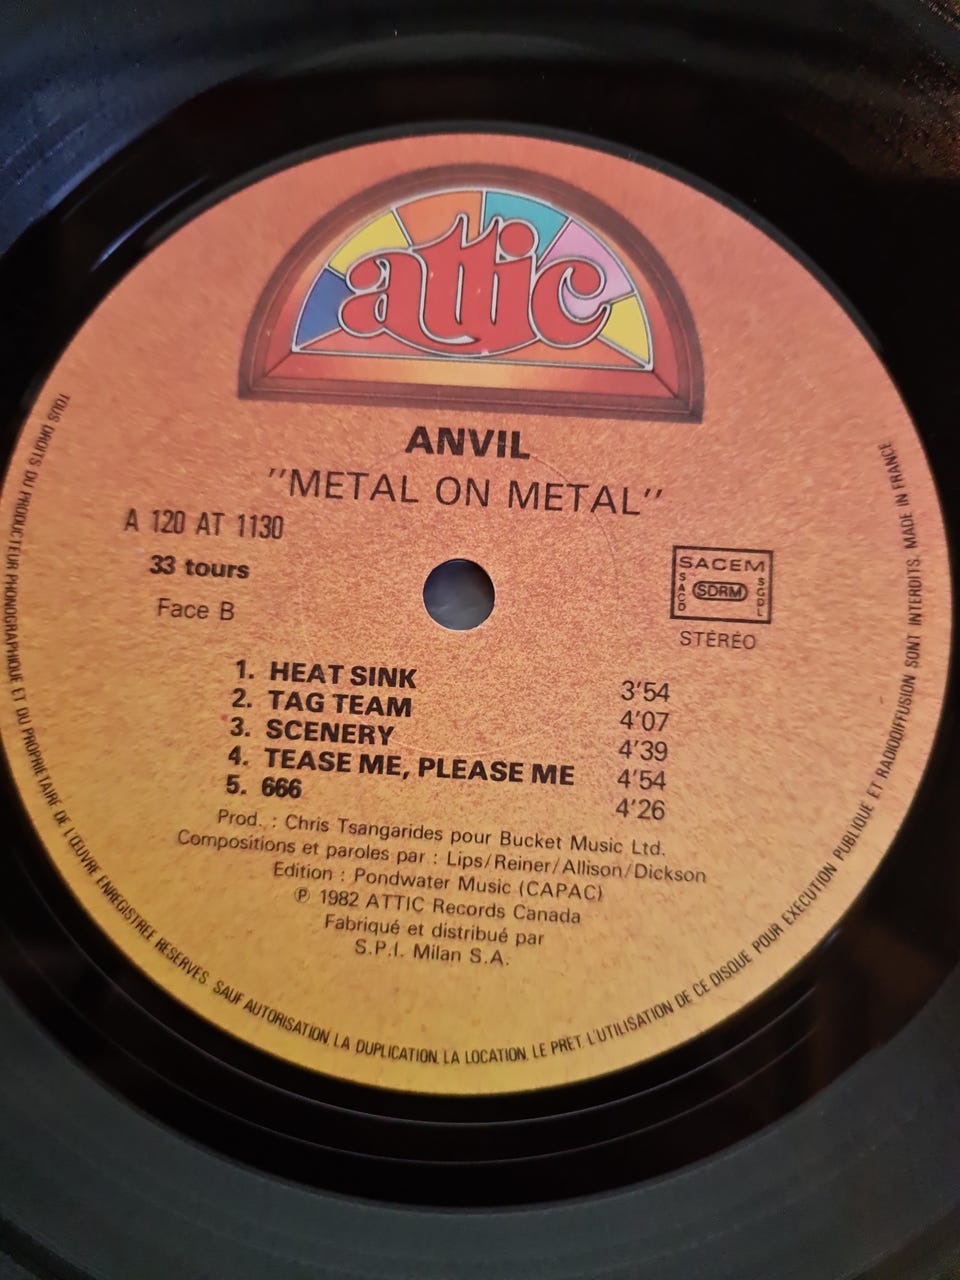 attic
ANVIL
"METAL ON METAL"
A 120 AT 1130
33 tours
Face B
SACEM
SACD
SDRM
SGDL
STÉRÉO
1. HEAT SINK 3'54
2. TAG TEAM 4'07
3. SCENERY 4'39
4. TEASE ME, PLEASE ME 4'54
5. 666 4'26
Prod. : Chris Tsangarides pour Bucket Music Ltd.
Compositions et paroles par : Lips/Reiner/Allison/Dickson
Edition : Pondwater Music (CAPAC)
℗ 1982 ATTIC Records Canada
Fabriqué et distribué par
S.P.I. Milan S.A.
TOUS DROITS DU PRODUCTEUR PHONOGRAPHIQUE ET DU PROPRIETAIRE DE L'ŒUVRE ENREGISTREE RESERVES. SAUF AUTORISATION LA DUPLICATION, LA LOCATION, LE PRET, L'UTILISATION DE CE DISQUE POUR EXECUTION PUBLIQUE ET RADIODIFFUSION SONT INTERDITS. MADE IN FRANCE